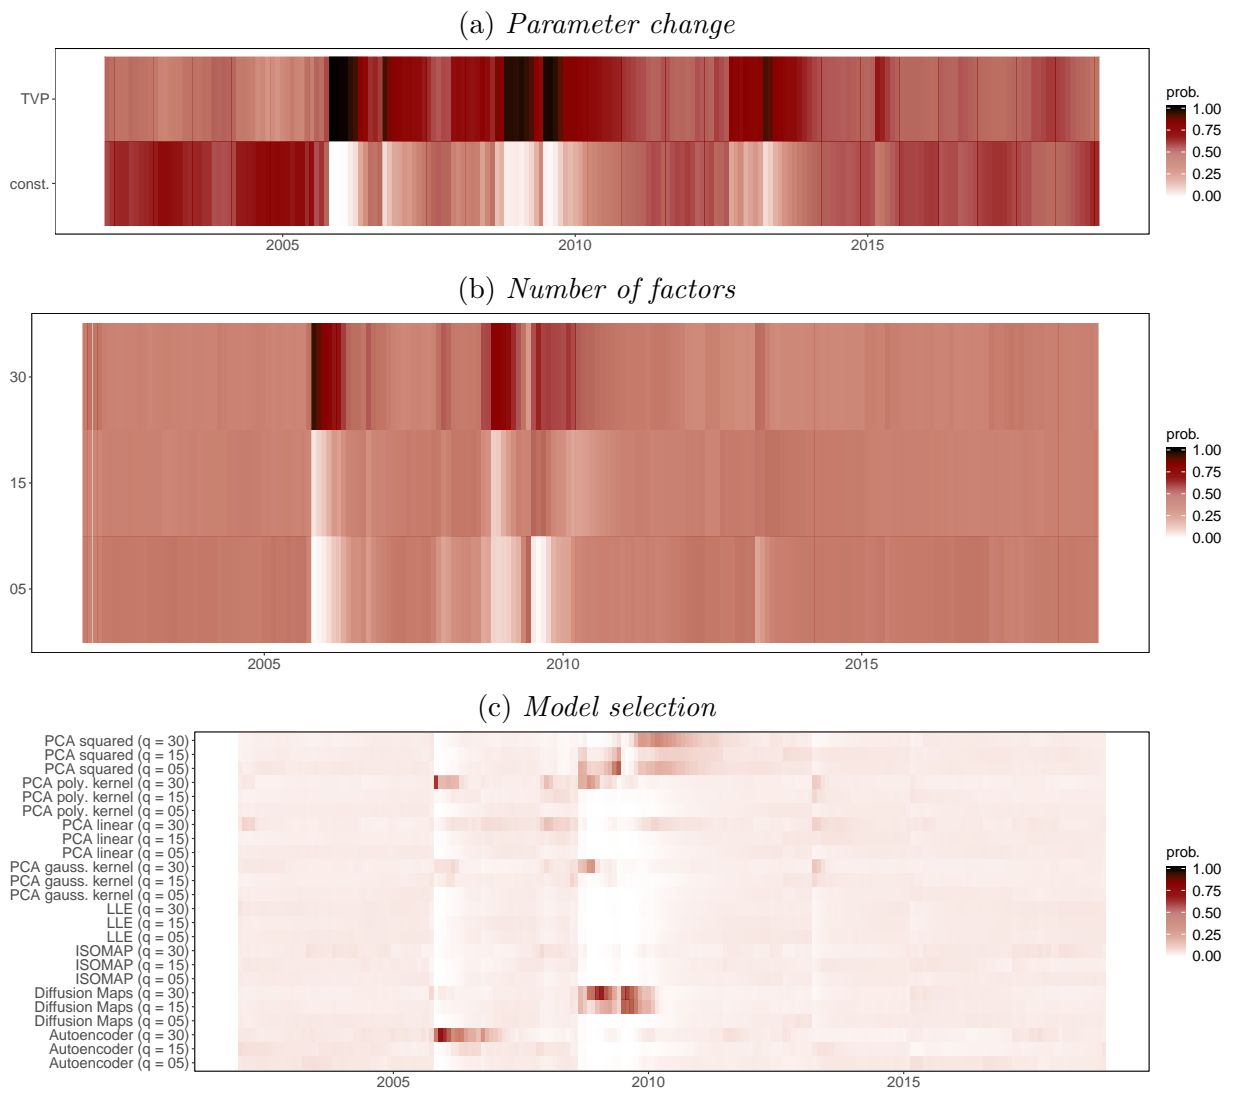 (a) Parameter change
TVP
const.
2005 2010 2015
prob.
1.00
0.75
0.50
0.25
0.00
(b) Number of factors
30
15
05
2005 2010 2015
prob.
1.00
0.75
0.50
0.25
0.00
(c) Model selection
PCA squared (q = 30)
PCA squared (q = 15)
PCA squared (q = 05)
PCA poly. kernel (q = 30)
PCA poly. kernel (q = 15)
PCA poly. kernel (q = 05)
PCA linear (q = 30)
PCA linear (q = 15)
PCA linear (q = 05)
PCA gauss. kernel (q = 30)
PCA gauss. kernel (q = 15)
PCA gauss. kernel (q = 05)
LLE (q = 30)
LLE (q = 15)
LLE (q = 05)
ISOMAP (q = 30)
ISOMAP (q = 15)
ISOMAP (q = 05)
Diffusion Maps (q = 30)
Diffusion Maps (q = 15)
Diffusion Maps (q = 05)
Autoencoder (q = 30)
Autoencoder (q = 15)
Autoencoder (q = 05)
2005 2010 2015
prob.
1.00
0.75
0.50
0.25
0.00